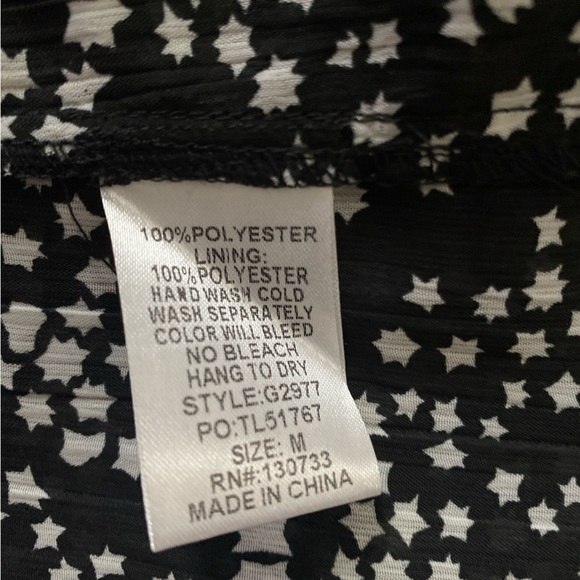 100%POLYESTER
LINING:
100%POLYESTER
HAND WASH COLD
WASH SEPARATELY
COLOR WILL BLEED
NO BLEACH
HANG TO DRY
STYLE:G2977
PO:TL51767
SIZE: M
RN#:130733
MADE IN CHINA